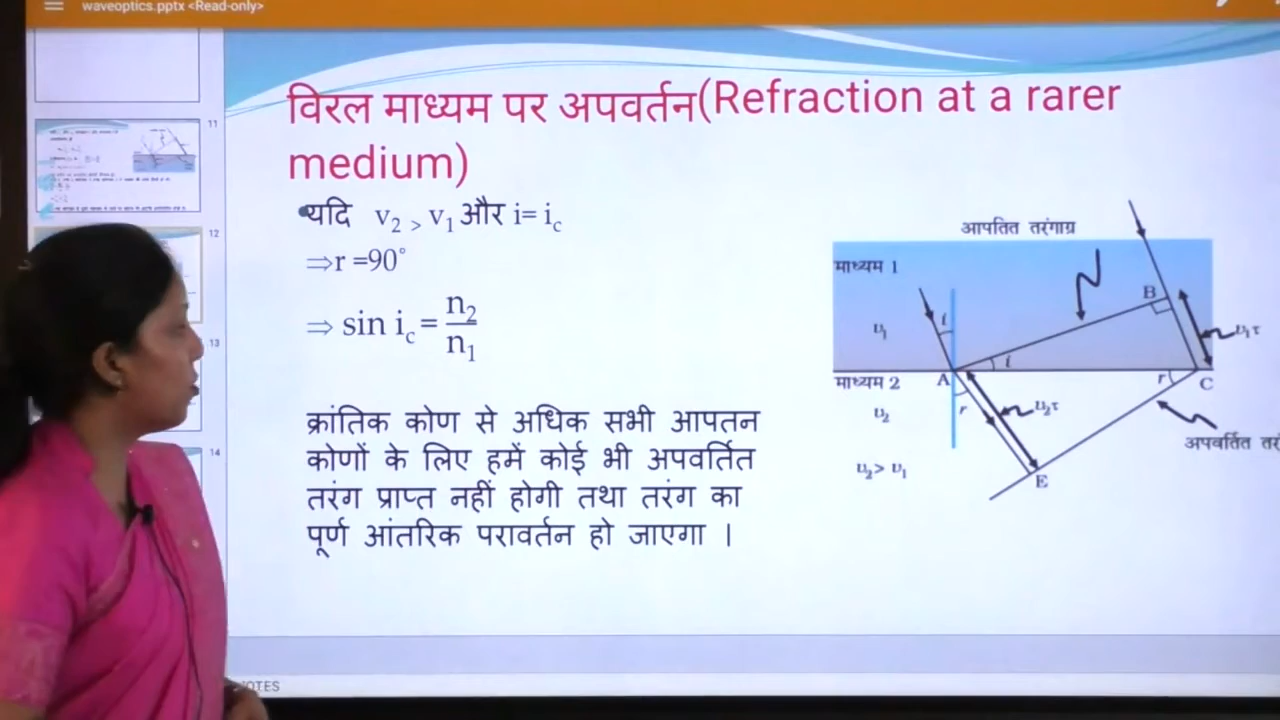 waveoptics.pptx <Read-only>
11
12
13
14
विरल माध्यम पर अपवर्तन(Refraction at a rarer
medium)
•यदि v₂ > v₁ और i= i꜀
⇒r =90°
⇒ sin i꜀ = n₂/n₁
क्रांतिक कोण से अधिक सभी आपतन
कोणों के लिए हमें कोई भी अपवर्तित
तरंग प्राप्त नहीं होगी तथा तरंग का
पूर्ण आंतरिक परावर्तन हो जाएगा ।
आपतित तरंगाग्र
माध्यम 1
B
i
υ₁
υ₁τ
i
माध्यम 2
A
r
C
υ₂
r
υ₂τ
अपवर्तित
υ₂> υ₁
E
NOTES